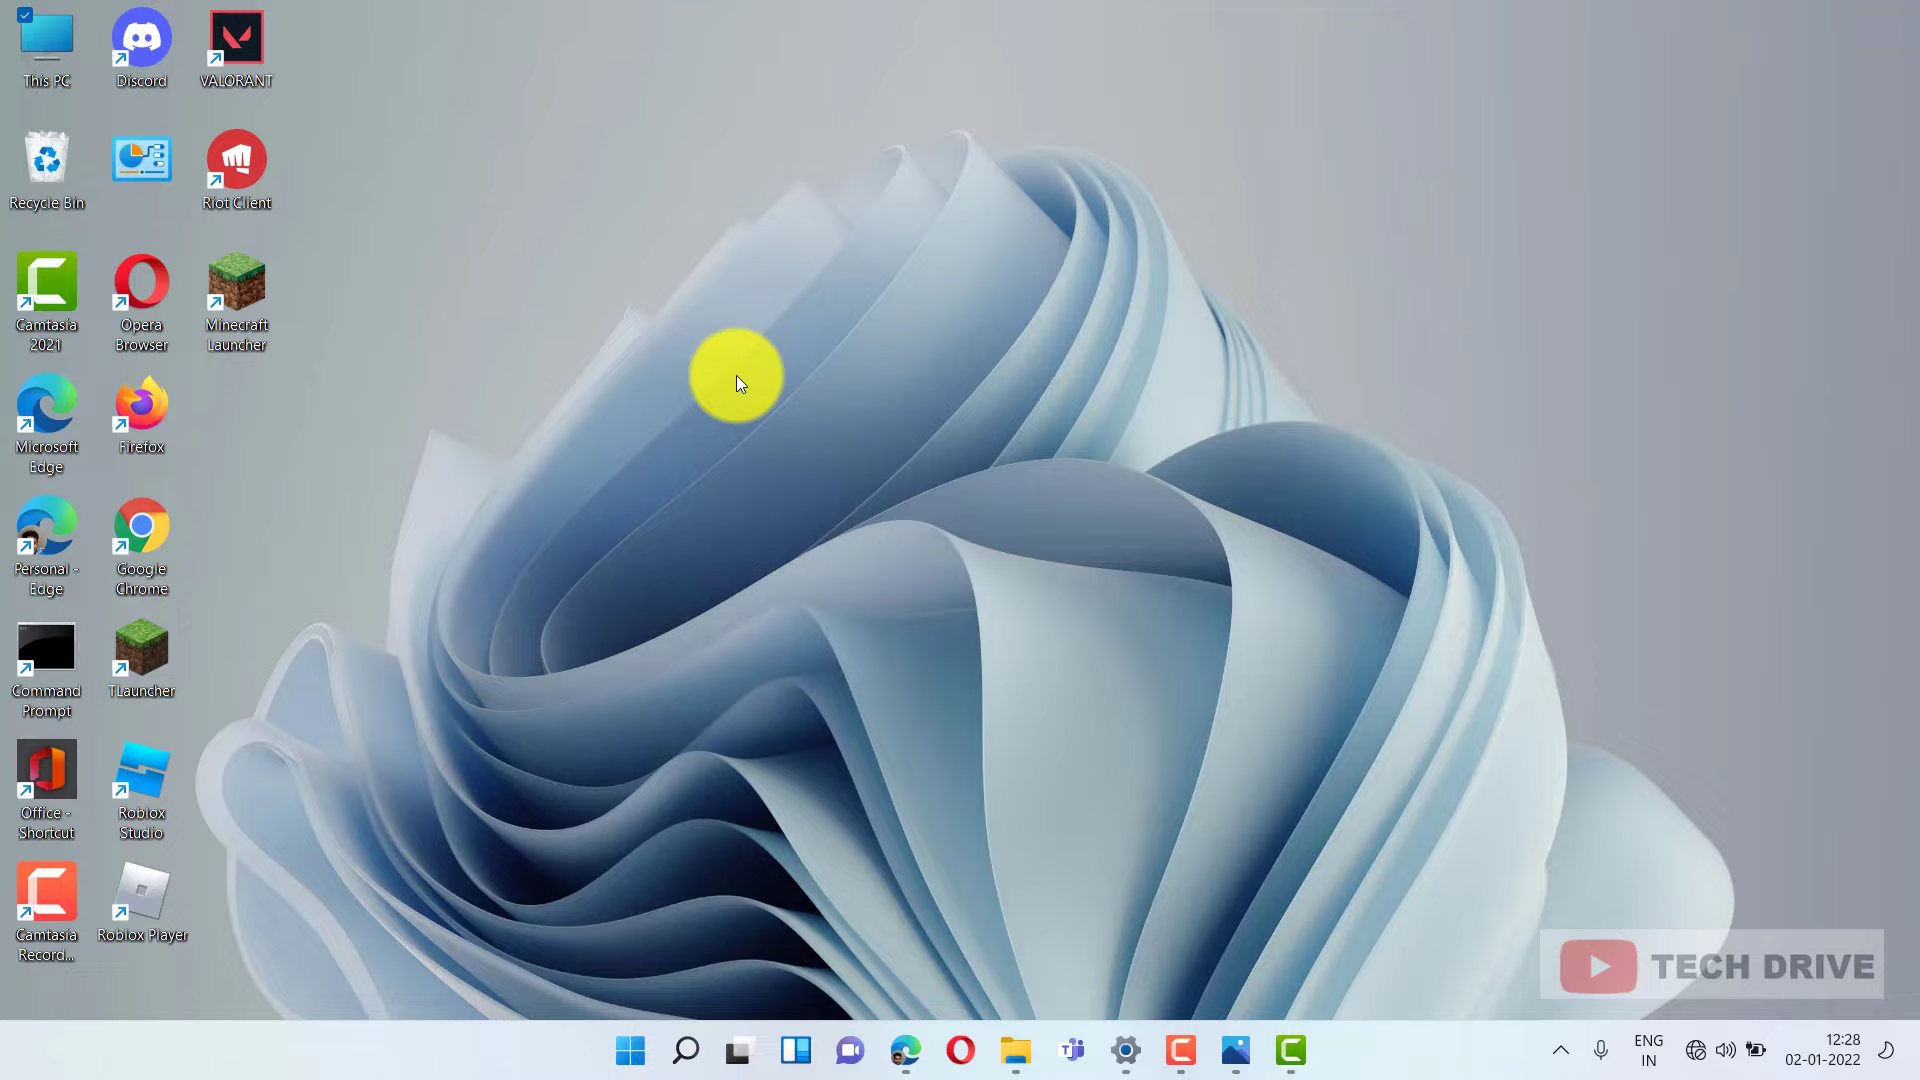 This PC
Discord
VALORANT
Recycle Bin
Riot Client
Camtasia
2021
Opera
Browser
Minecraft
Launcher
Microsoft
Edge
Firefox
Personal -
Edge
Google
Chrome
Command
Prompt
TLauncher
Office -
Shortcut
Roblox
Studio
Camtasia
Record...
Roblox Player
TECH DRIVE
ENG
IN
12:28
02-01-2022